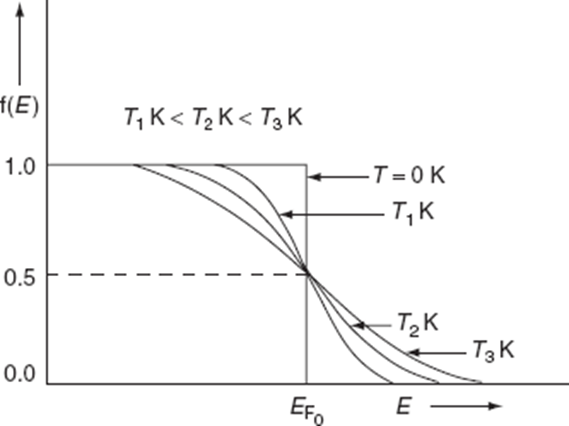 f(E)
T₁ K < T₂ K < T₃ K
1.0
T = 0 K
T₁ K
0.5
T₂ K
T₃ K
0.0
E_F₀
E